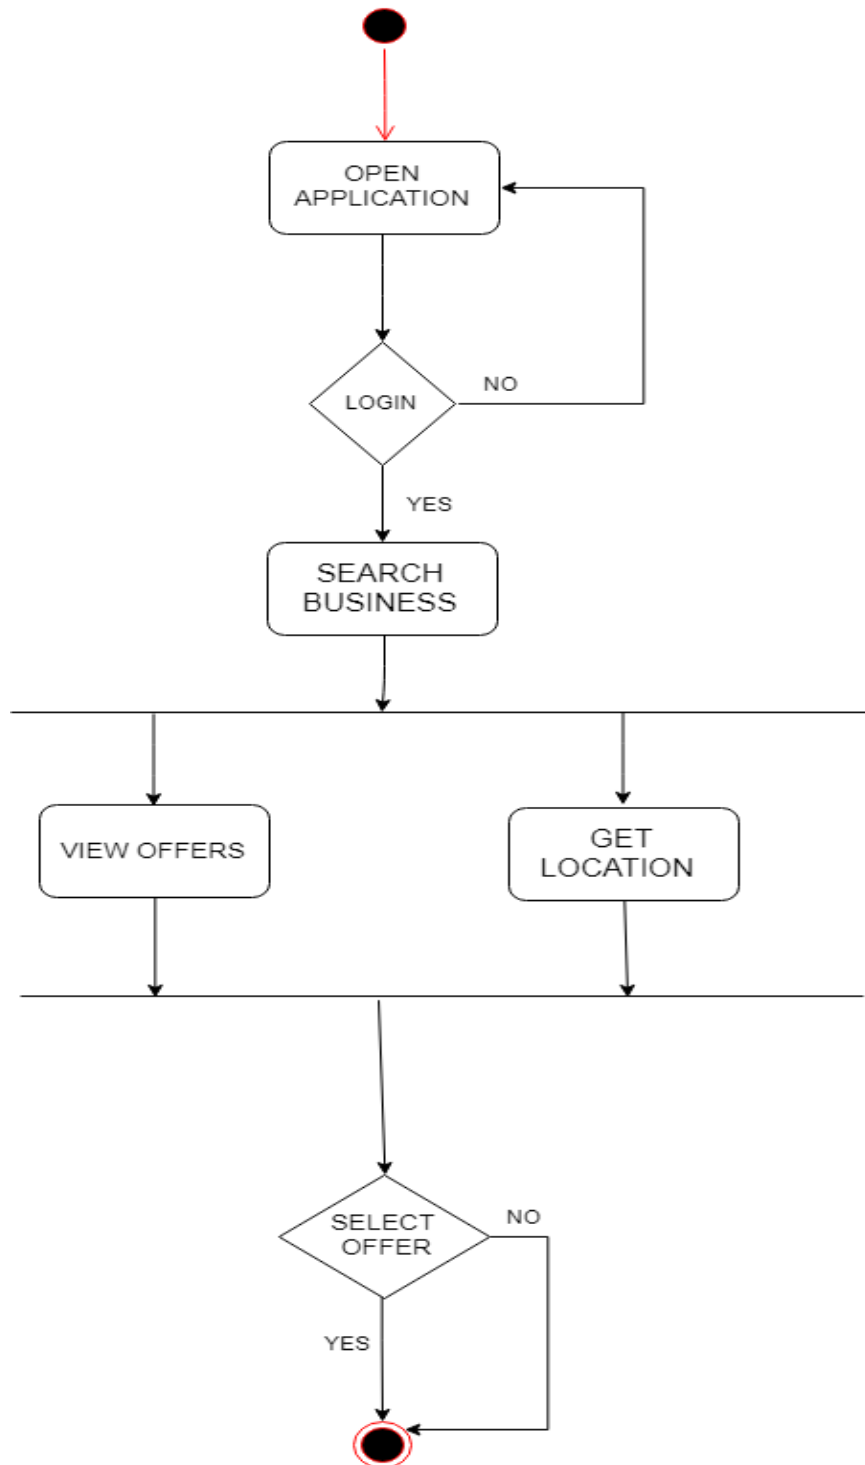 OPEN
APPLICATION
LOGIN
NO
YES
SEARCH
BUSINESS
VIEW OFFERS
GET
LOCATION
SELECT
OFFER
NO
YES